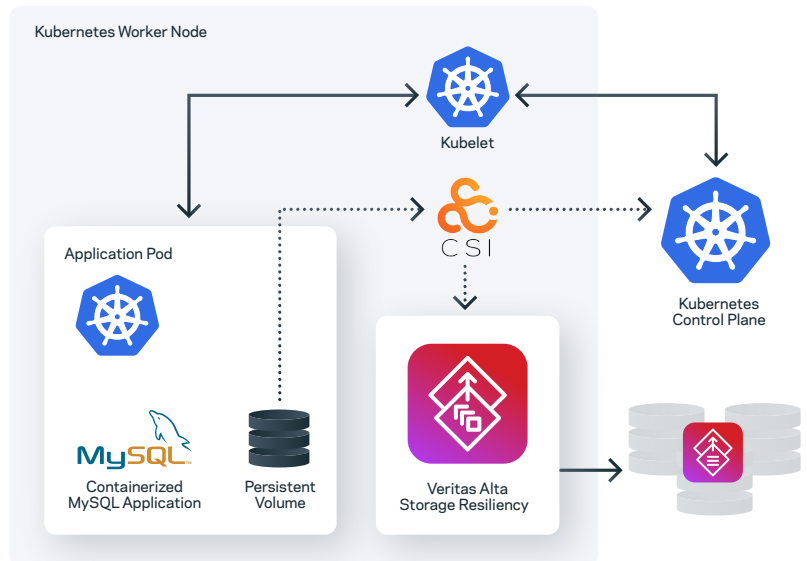 Kubernetes Worker Node
Kubelet
CSI
Kubernetes
Control Plane
Application Pod
MySQL™
Containerized
MySQL Application
Persistent
Volume
Veritas Alta
Storage Resiliency